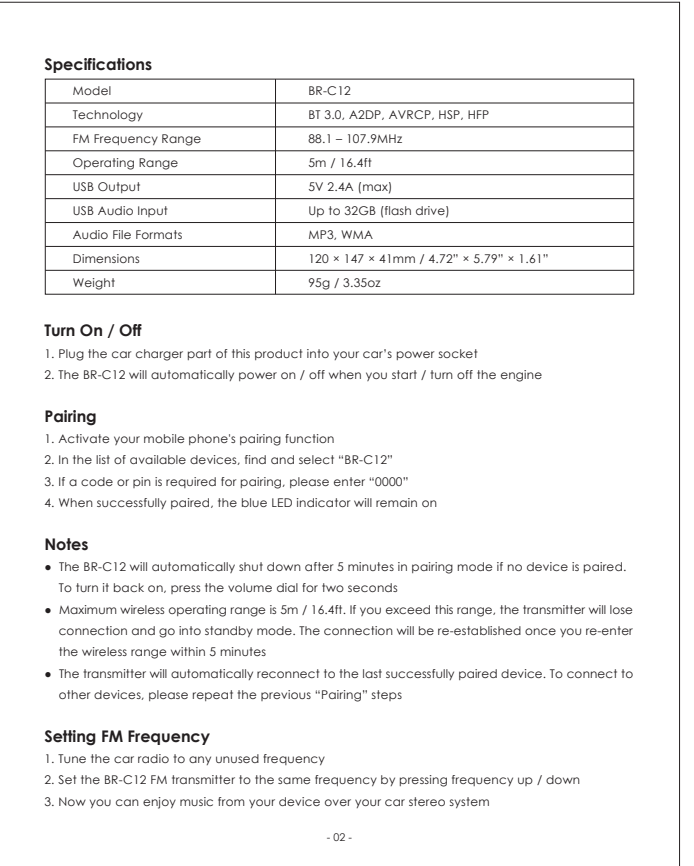 Specifications
Model BR-C12
Technology BT 3.0, A2DP, AVRCP, HSP, HFP
FM Frequency Range 88.1 – 107.9MHz
Operating Range 5m / 16.4ft
USB Output 5V 2.4A (max)
USB Audio Input Up to 32GB (flash drive)
Audio File Formats MP3, WMA
Dimensions 120 × 147 × 41mm / 4.72” × 5.79” × 1.61”
Weight 95g / 3.35oz
Turn On / Off
1. Plug the car charger part of this product into your car’s power socket
2. The BR-C12 will automatically power on / off when you start / turn off the engine
Pairing
1. Activate your mobile phone's pairing function
2. In the list of available devices, find and select “BR-C12”
3. If a code or pin is required for pairing, please enter “0000”
4. When successfully paired, the blue LED indicator will remain on
Notes
● The BR-C12 will automatically shut down after 5 minutes in pairing mode if no device is paired.
To turn it back on, press the volume dial for two seconds
● Maximum wireless operating range is 5m / 16.4ft. If you exceed this range, the transmitter will lose
connection and go into standby mode. The connection will be re-established once you re-enter
the wireless range within 5 minutes
● The transmitter will automatically reconnect to the last successfully paired device. To connect to
other devices, please repeat the previous “Pairing” steps
Setting FM Frequency
1. Tune the car radio to any unused frequency
2. Set the BR-C12 FM transmitter to the same frequency by pressing frequency up / down
3. Now you can enjoy music from your device over your car stereo system
- 02 -